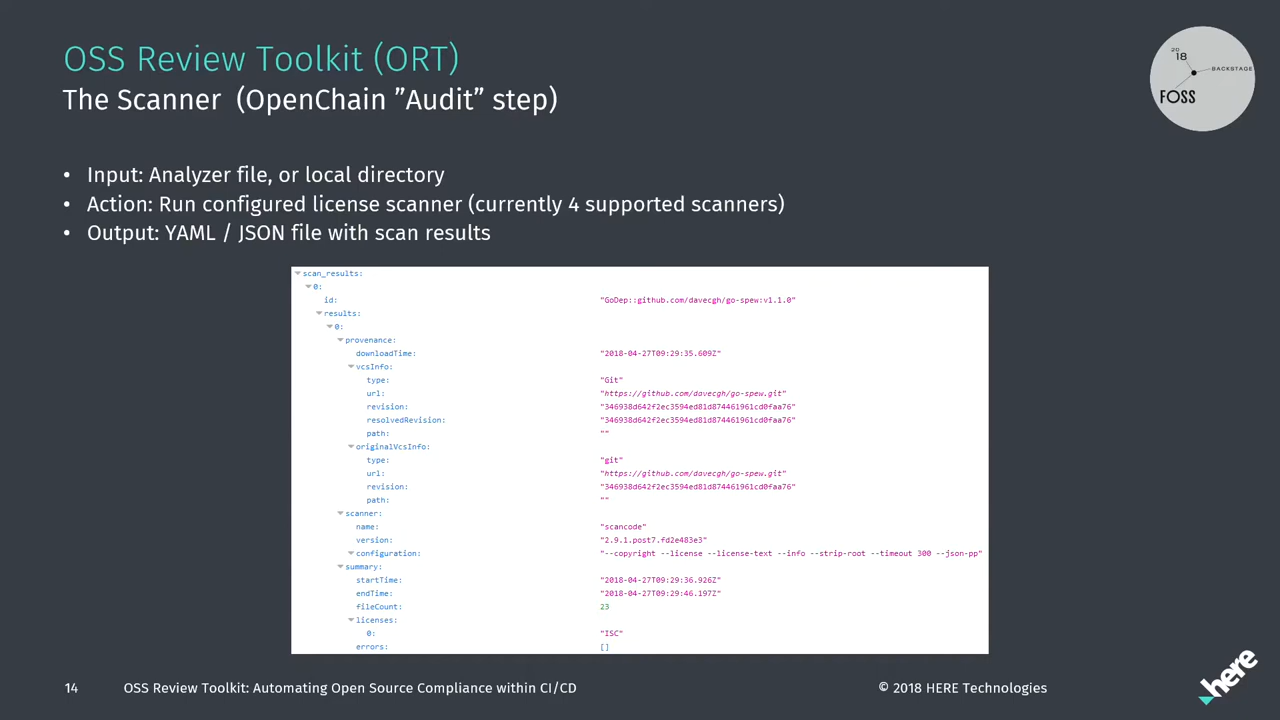 OSS Review Toolkit (ORT)
The Scanner (OpenChain ”Audit” step)
20
18
BACKSTAGE
FOSS
• Input: Analyzer file, or local directory
• Action: Run configured license scanner (currently 4 supported scanners)
• Output: YAML / JSON file with scan results
scan_results:
0:
id: "GoDep::github.com/davecgh/go-spew:v1.1.0"
results:
0:
provenance:
downloadTime: "2018-04-27T09:29:35.609Z"
vcsInfo:
type: "Git"
url: "https://github.com/davecgh/go-spew.git"
revision: "346938d642f2ec3594ed81d874461961cd0faa76"
resolvedRevision: "346938d642f2ec3594ed81d874461961cd0faa76"
path: ""
originalVcsInfo:
type: "git"
url: "https://github.com/davecgh/go-spew.git"
revision: "346938d642f2ec3594ed81d874461961cd0faa76"
path: ""
scanner:
name: "scancode"
version: "2.9.1.post7.fd2e483e3"
configuration: "--copyright --license --license-text --info --strip-root --timeout 300 --json-pp"
summary:
startTime: "2018-04-27T09:29:36.926Z"
endTime: "2018-04-27T09:29:46.197Z"
fileCount: 23
licenses:
0: "ISC"
errors: []
14 OSS Review Toolkit: Automating Open Source Compliance within CI/CD © 2018 HERE Technologies
here